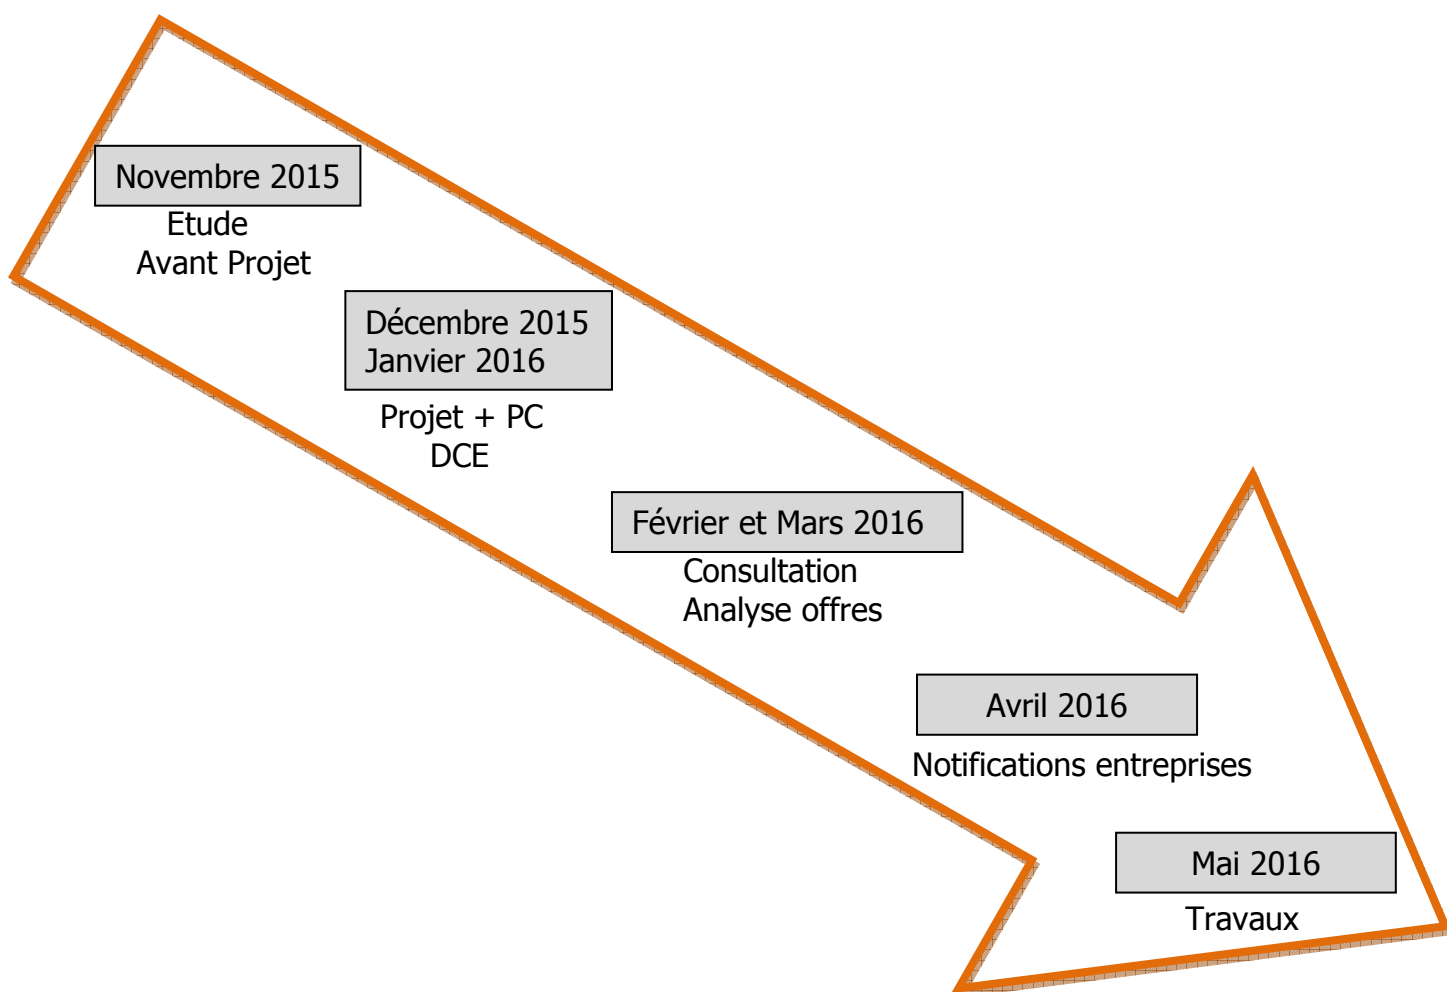 Novembre 2015
Etude
Avant Projet
Décembre 2015
Janvier 2016
Projet + PC
DCE
Février et Mars 2016
Consultation
Analyse offres
Avril 2016
Notifications entreprises
Mai 2016
Travaux